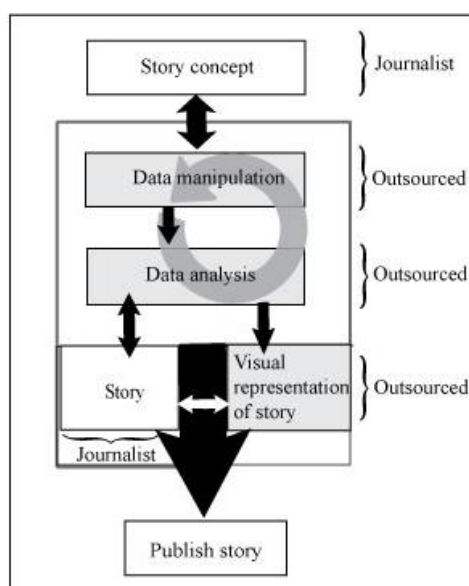 Story concept
Journalist
Data manipulation
Outsourced
Data analysis
Outsourced
Story
Visual
representation
of story
Outsourced
Journalist
Publish story